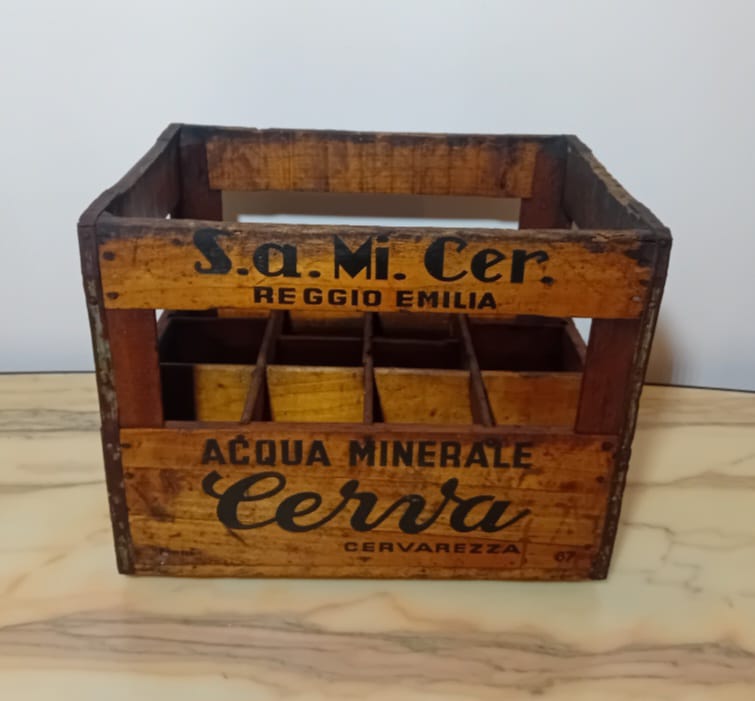 S.a. Mi. Cer.
REGGIO EMILIA
ACQUA MINERALE
Cerva
CERVAREZZA
67